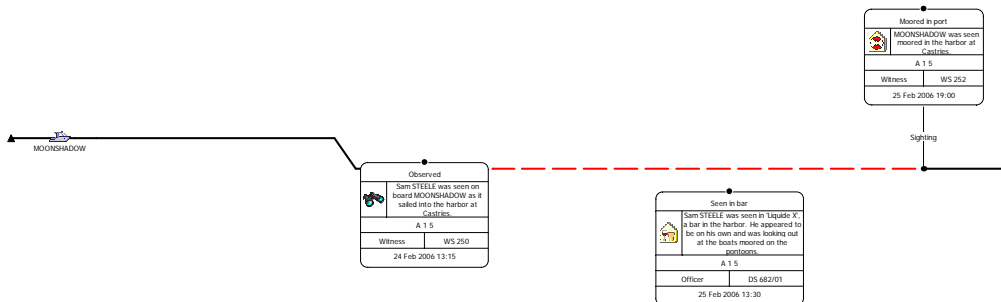 Moored in port
MOONSHADOW was seen
moored in the harbor at
Castries.
A 1 5
Witness
WS 252
25 Feb 2006 19:00
Sighting
MOONSHADOW
Observed
Sam STEELE was seen on
board MOONSHADOW as it
sailed into the harbor at
Castries.
A 1 5
Witness
WS 250
24 Feb 2006 13:15
Seen in bar
Sam STEELE was seen in 'Liquide X',
a bar in the harbor. He appeared to
be on his own and was looking out
at the boats moored on the
pontoons.
A 1 5
Officer
DS 682/01
25 Feb 2006 13:30